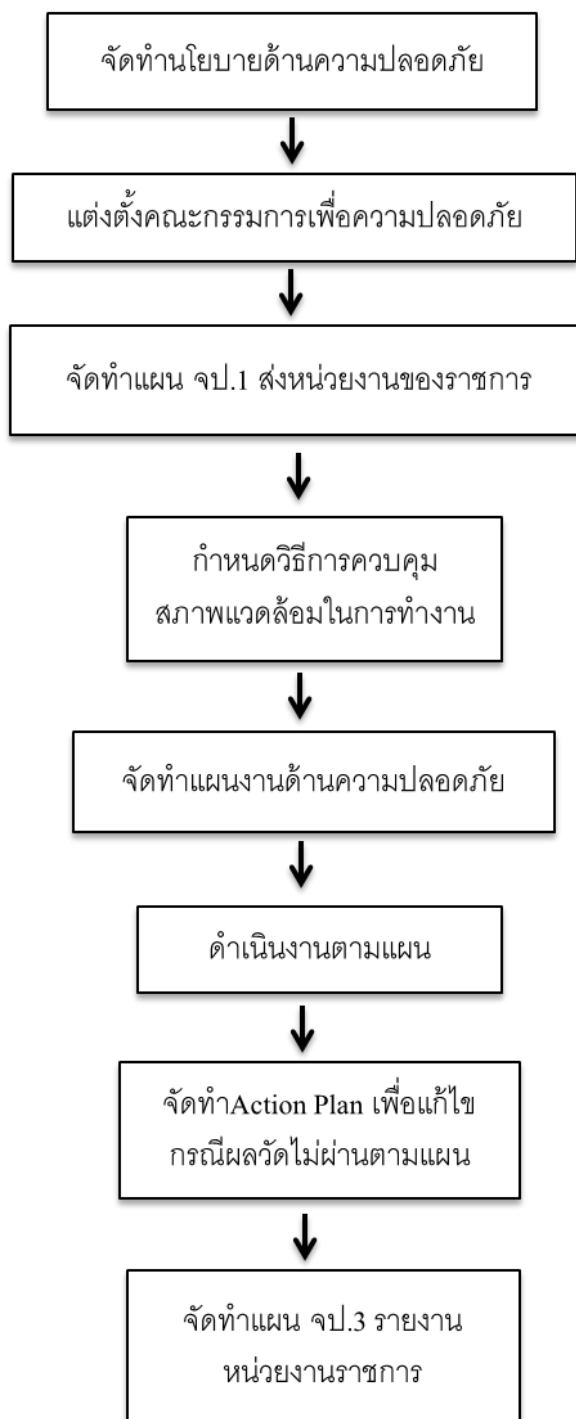 จัดทำนโยบายด้านความปลอดภัย
แต่งตั้งคณะกรรมการเพื่อความปลอดภัย
จัดทำแผน จป.1 ส่งหน่วยงานของราชการ
กำหนดวิธีการควบคุม
สภาพแวดล้อมในการทำงาน
จัดทำแผนงานด้านความปลอดภัย
ดำเนินงานตามแผน
จัดทำAction Plan เพื่อแก้ไข
กรณีผลวัดไม่ผ่านตามแผน
จัดทำแผน จป.3 รายงาน
หน่วยงานราชการ